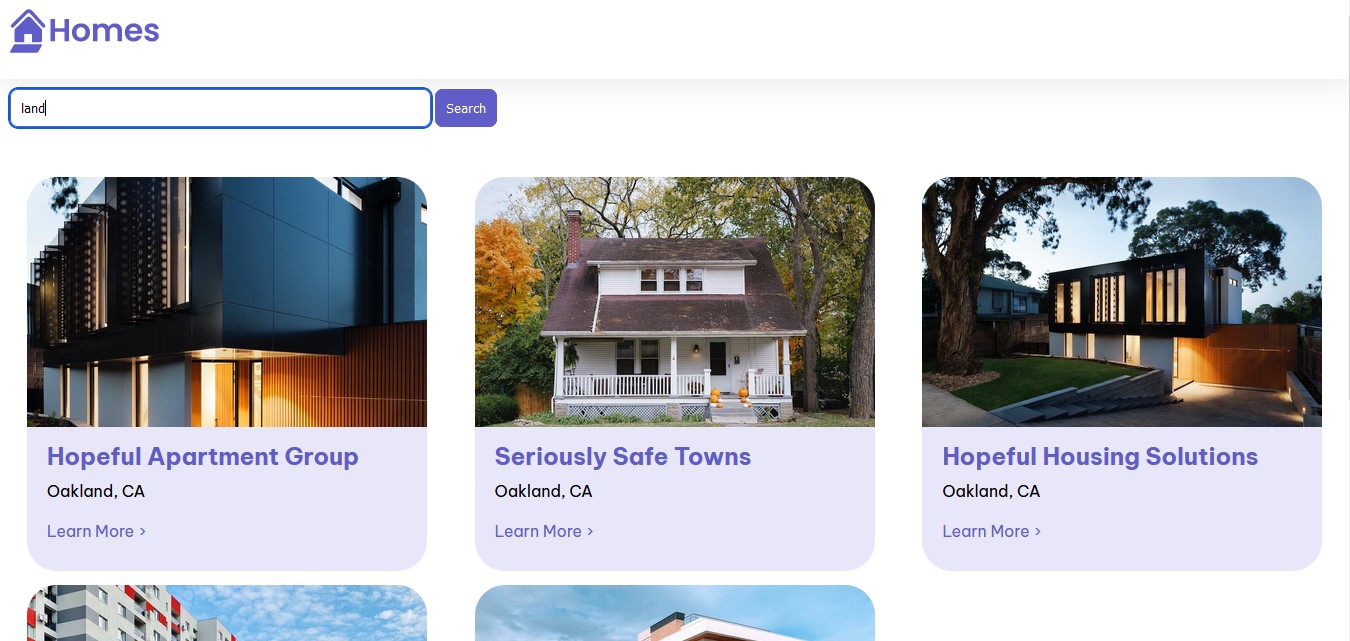 Homes
land
Search
Hopeful Apartment Group
Oakland, CA
Learn More >
Seriously Safe Towns
Oakland, CA
Learn More >
Hopeful Housing Solutions
Oakland, CA
Learn More >